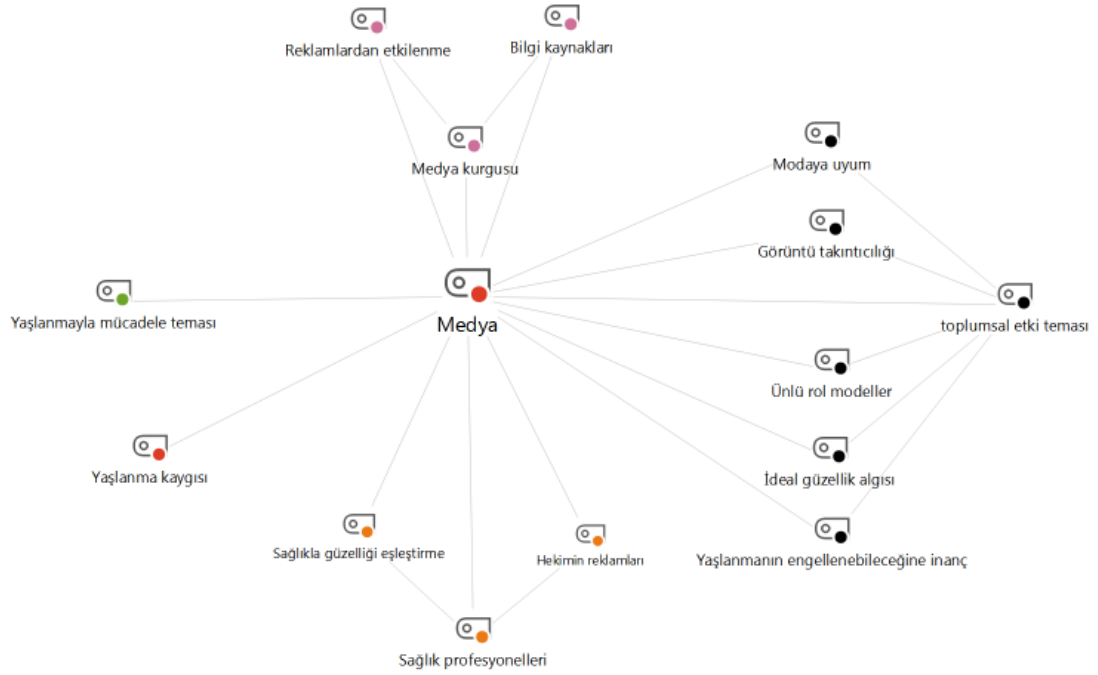 Reklamlardan etkilenme
Bilgi kaynakları
Medya kurgusu
Modaya uyum
Görüntü takıntıcılığı
Medya
Yaşlanmayla mücadele teması
toplumsal etki teması
Ünlü rol modeller
Yaşlanma kaygısı
İdeal güzellik algısı
Sağlıkla güzelliği eşleştirme
Hekimin reklamları
Yaşlanmanın engellenebileceğine inanç
Sağlık profesyonelleri